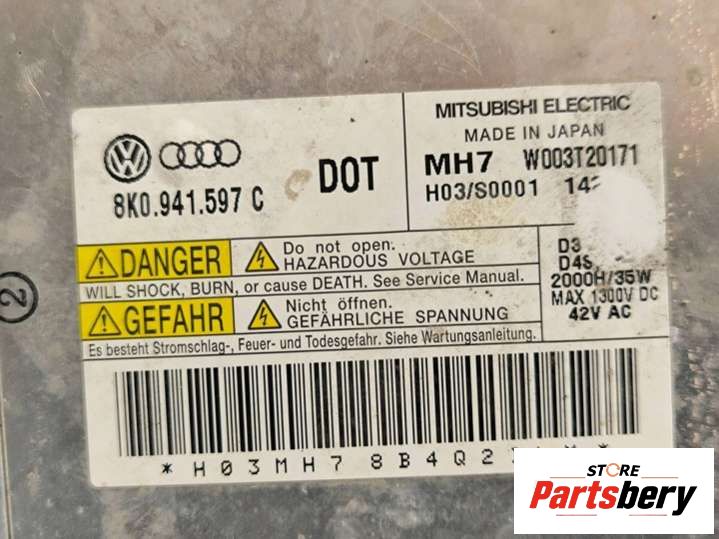 MITSUBISHI ELECTRIC
MADE IN JAPAN
MH7 W003T20171
H03/S0001
8K0.941.597 C
DOT
DANGER
Do not open.
HAZARDOUS VOLTAGE
WILL SHOCK, BURN, or cause DEATH. See Service Manual.
GEFAHR
Nicht öffnen.
GEFÄHRLICHE SPANNUNG
Es besteht Stromschlag-, Feuer- und Todesgefahr. Siehe Wartungsanleitung.
D3
D4S
2000H/35W
MAX 1300V DC
42V AC
2
STORE
Partsbery